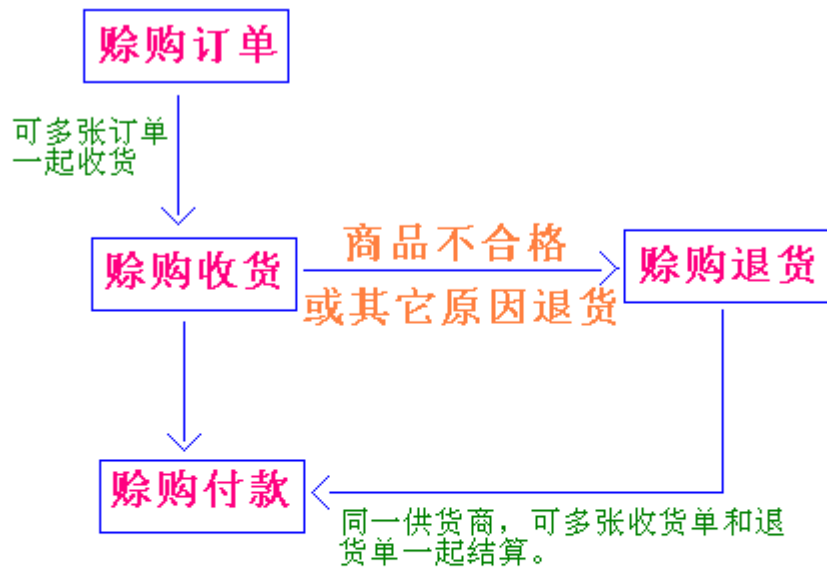 赊购订单
可多张订单
一起收货
商品不合格
赊购收货
赊购退货
或其它原因退货
赊购付款
同一供货商，可多张收货单和退
货单一起结算。